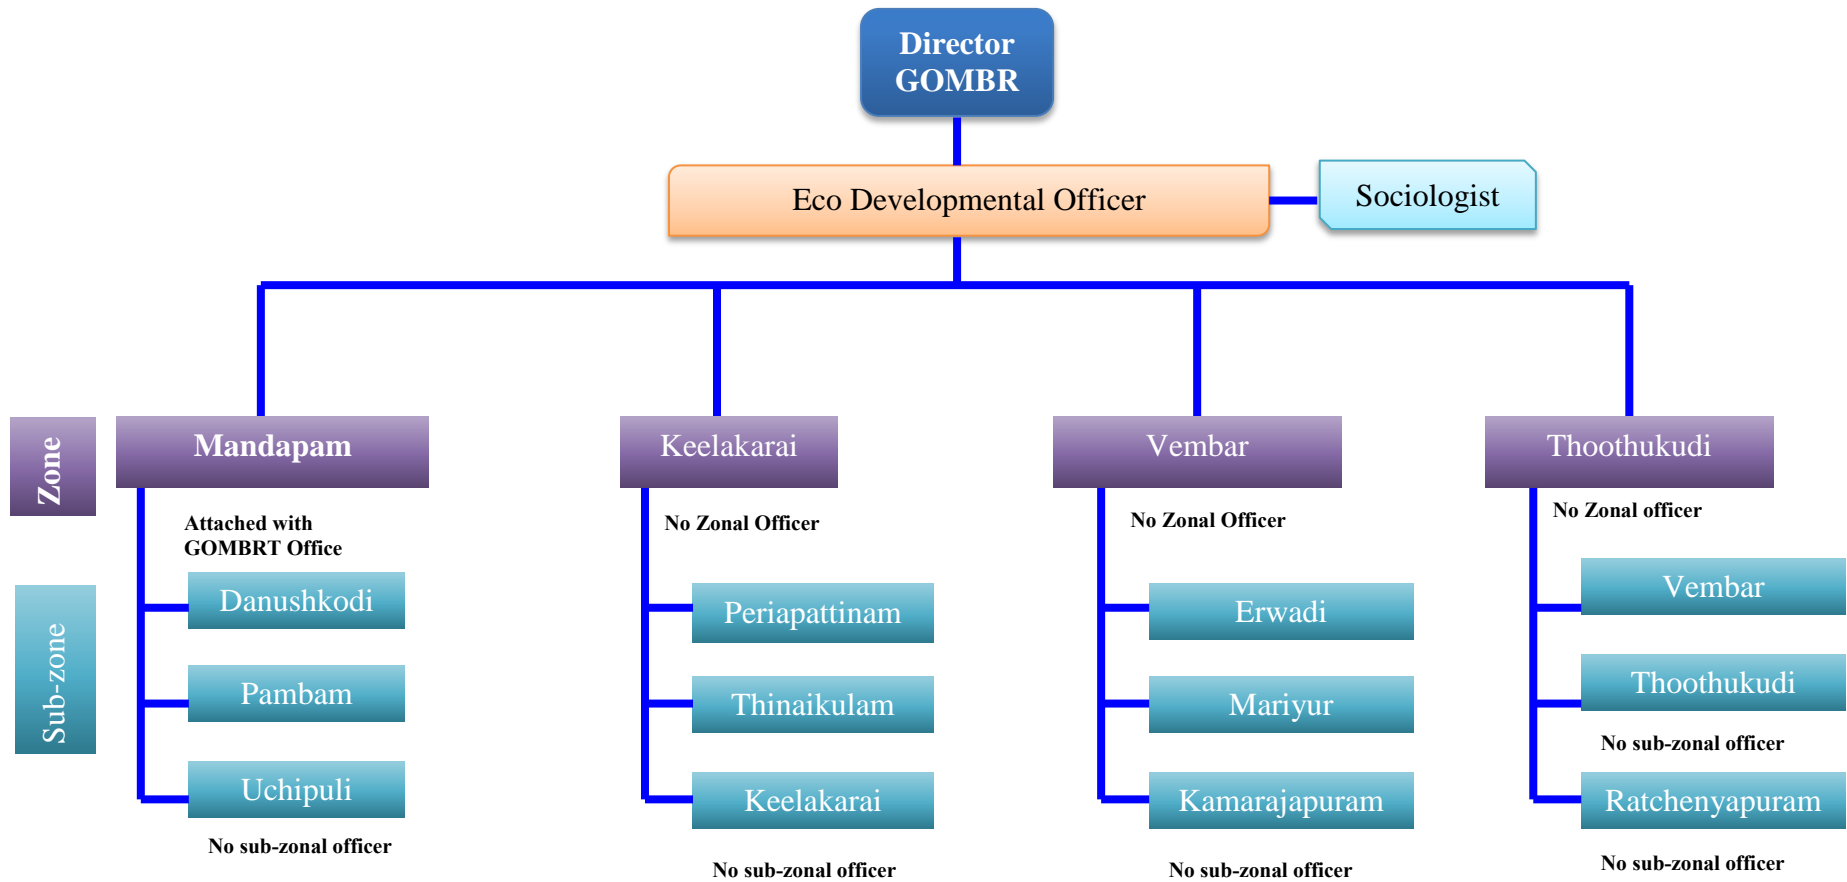 Director
GOMBR
Eco Developmental Officer
Sociologist
Zone
Mandapam
Keelakarai
Vembar
Thoothukudi
Attached with
GOMBRT Office
No Zonal Officer
No Zonal Officer
No Zonal officer
Sub-zone
Danushkodi
Periapattinam
Erwadi
Vembar
Pambam
Thinaikulam
Mariyur
Thoothukudi
No sub-zonal officer
Uchipuli
Keelakarai
Kamarajapuram
Ratchenyapuram
No sub-zonal officer
No sub-zonal officer
No sub-zonal officer
No sub-zonal officer